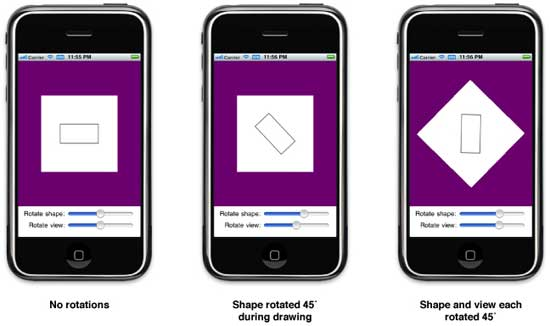 Carrier 11:55 PM
Rotate shape:
Rotate view:
No rotations
Carrier 11:56 PM
Rotate shape:
Rotate view:
Shape rotated 45°
during drawing
Carrier 11:56 PM
Rotate shape:
Rotate view:
Shape and view each
rotated 45°